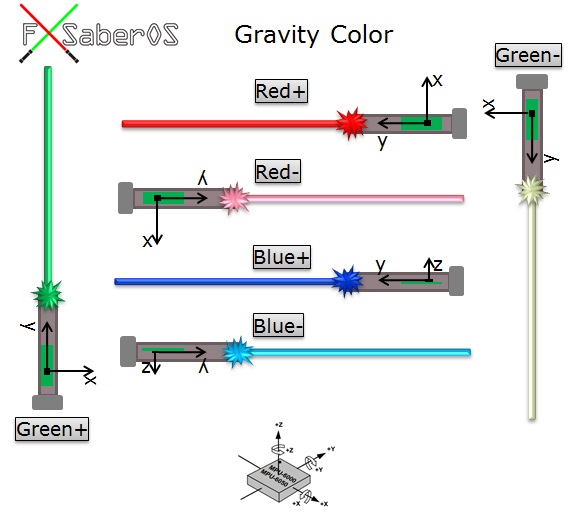 FXSaberOS
Gravity Color
Green-
Red+
x
y
x
y
Red-
y
x
Blue+
y
z
Blue-
z
y
y
x
Green+
+Z
+Z
+Y
+Y
MPU-6000
MPU-6050
+X
+X